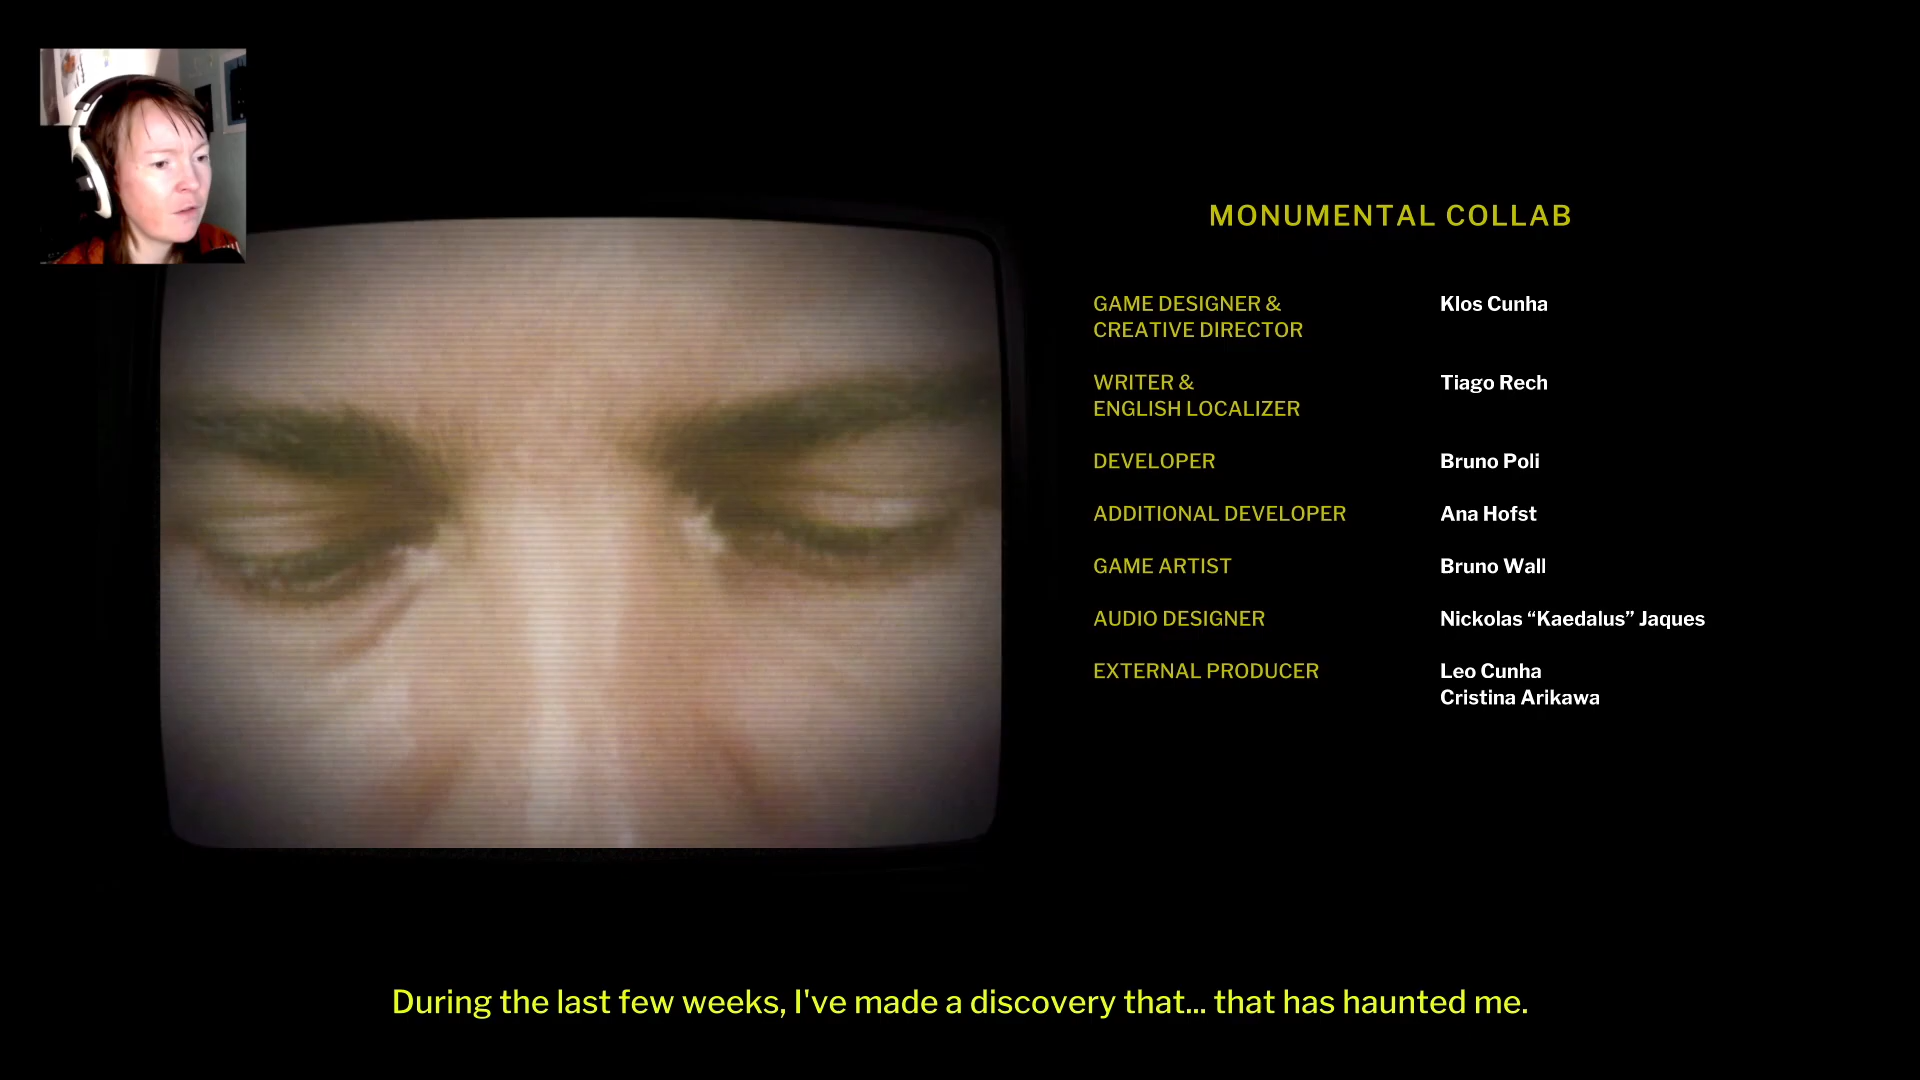 MONUMENTAL COLLAB
GAME DESIGNER &
CREATIVE DIRECTOR
Klos Cunha
WRITER &
ENGLISH LOCALIZER
Tiago Rech
DEVELOPER
Bruno Poli
ADDITIONAL DEVELOPER
Ana Hofst
GAME ARTIST
Bruno Wall
AUDIO DESIGNER
Nickolas “Kaedalus” Jaques
EXTERNAL PRODUCER
Leo Cunha
Cristina Arikawa
During the last few weeks, I've made a discovery that... that has haunted me.